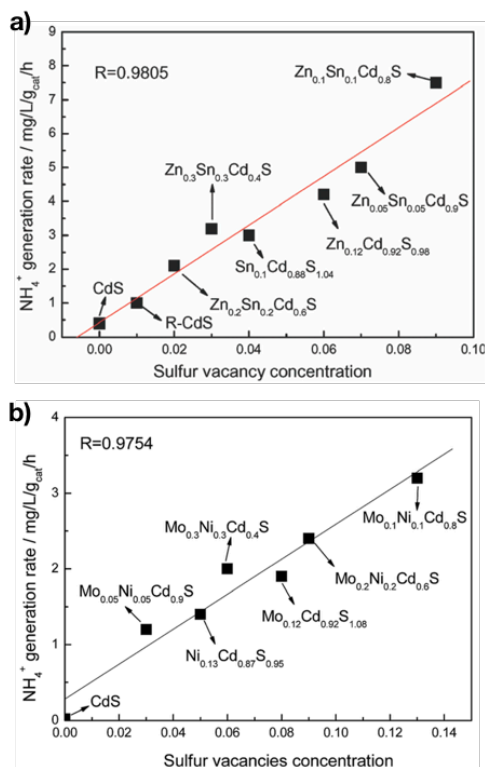 a)
R=0.9805
NH₄⁺ generation rate / mg/L/g_cat/h
9
8
7
6
5
4
3
2
1
0
Zn₀.₁Sn₀.₁Cd₀.₈S
Zn₀.₃Sn₀.₃Cd₀.₄S
Zn₀.₀₅Sn₀.₀₅Cd₀.₉S
Zn₀.₁₂Cd₀.₉₂S₀.₉₈
Sn₀.₁Cd₀.₈₈S₁.₀₄
CdS
Zn₀.₂Sn₀.₂Cd₀.₆S
R-CdS
0.00 0.02 0.04 0.06 0.08 0.10
Sulfur vacancy concentration
b)
R=0.9754
NH₄⁺ generation rate / mg/L/g_cat/h
4
3
2
1
0
Mo₀.₁Ni₀.₁Cd₀.₈S
Mo₀.₃Ni₀.₃Cd₀.₄S
Mo₀.₀₅Ni₀.₀₅Cd₀.₉S
Mo₀.₂Ni₀.₂Cd₀.₆S
Mo₀.₁₂Cd₀.₉₂S₁.₀₈
Ni₀.₁₃Cd₀.₈₇S₀.₉₅
CdS
0.00 0.02 0.04 0.06 0.08 0.10 0.12 0.14
Sulfur vacancies concentration